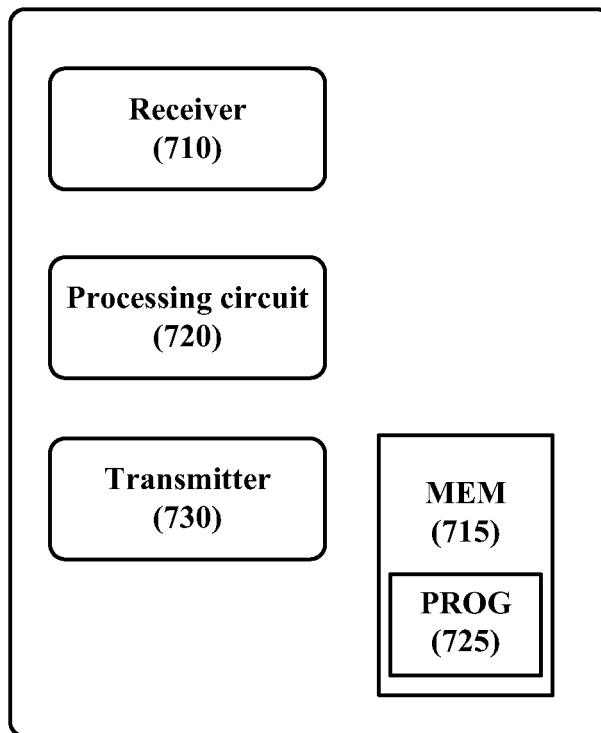 Receiver
(710)
Processing circuit
(720)
Transmitter
(730)
MEM
(715)
PROG
(725)